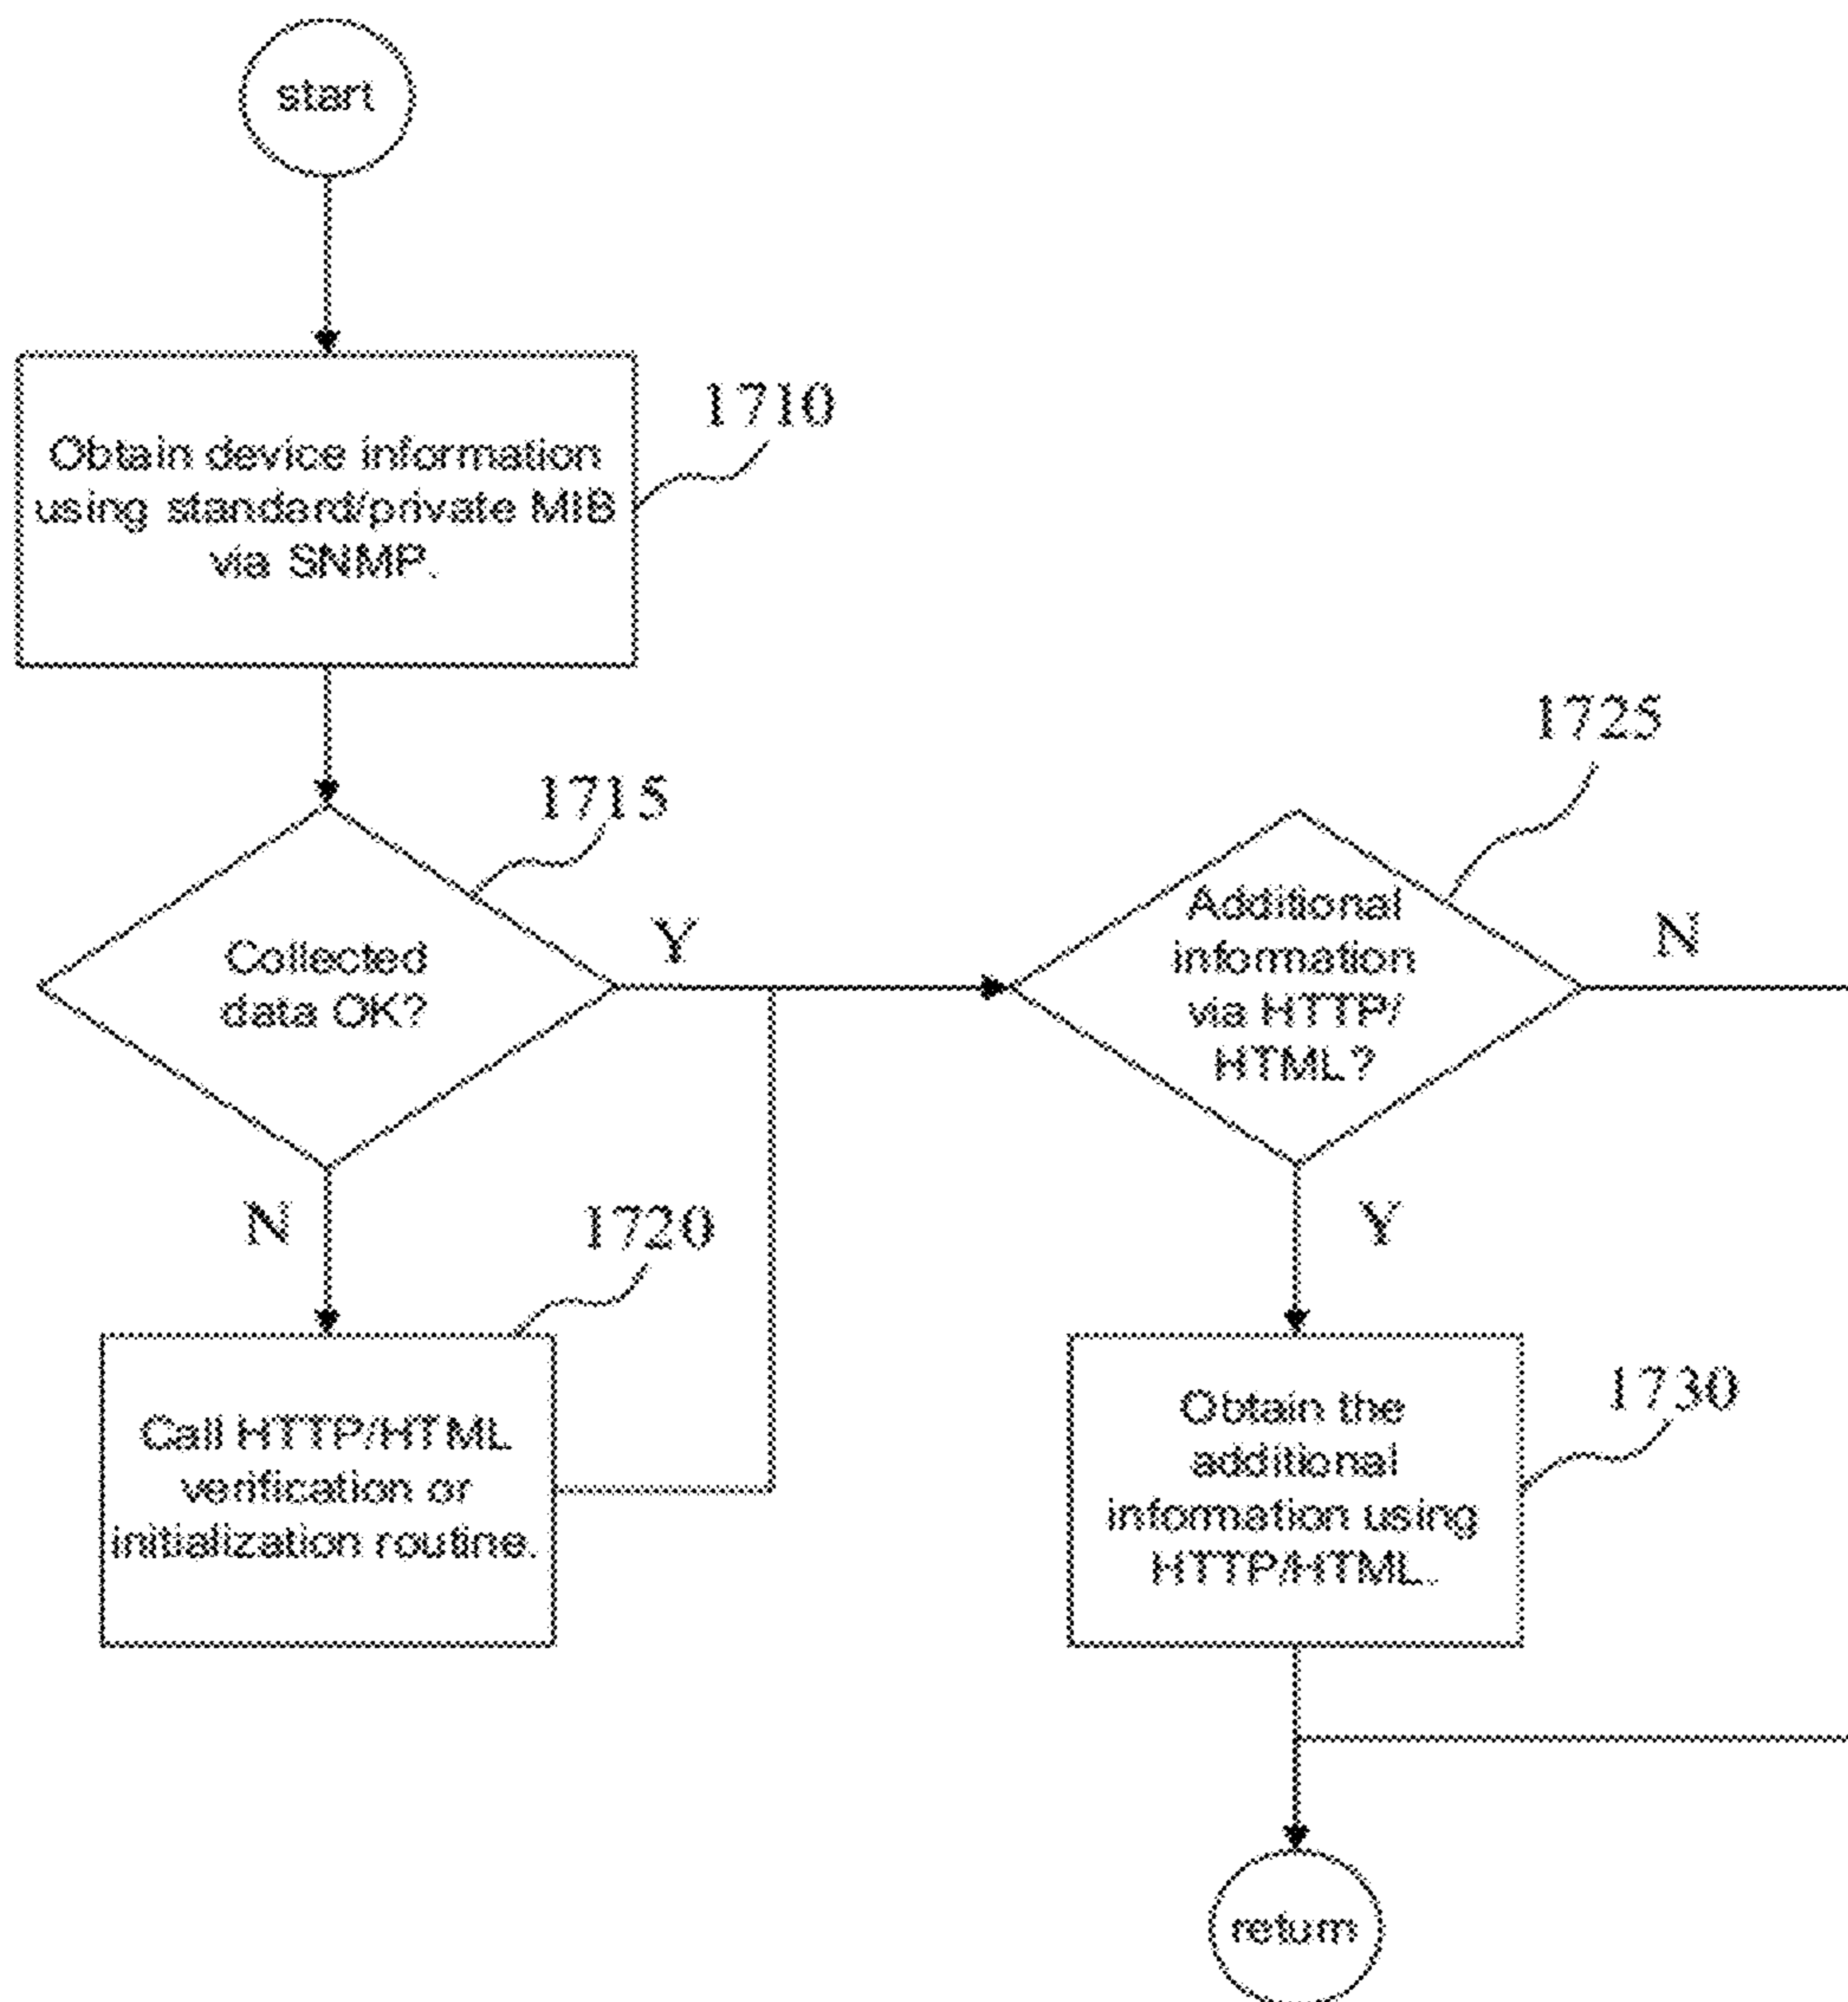 start
1710
Obtain device information
using standard/private MIB
via SNMP.
1715
Collected
data OK?
Y
N
1720
Call HTTP/HTML
verification or
initialization routine.
1725
Additional
information
via HTTP/
HTML?
N
Y
1730
Obtain the
additional
information using
HTTP/HTML.
return